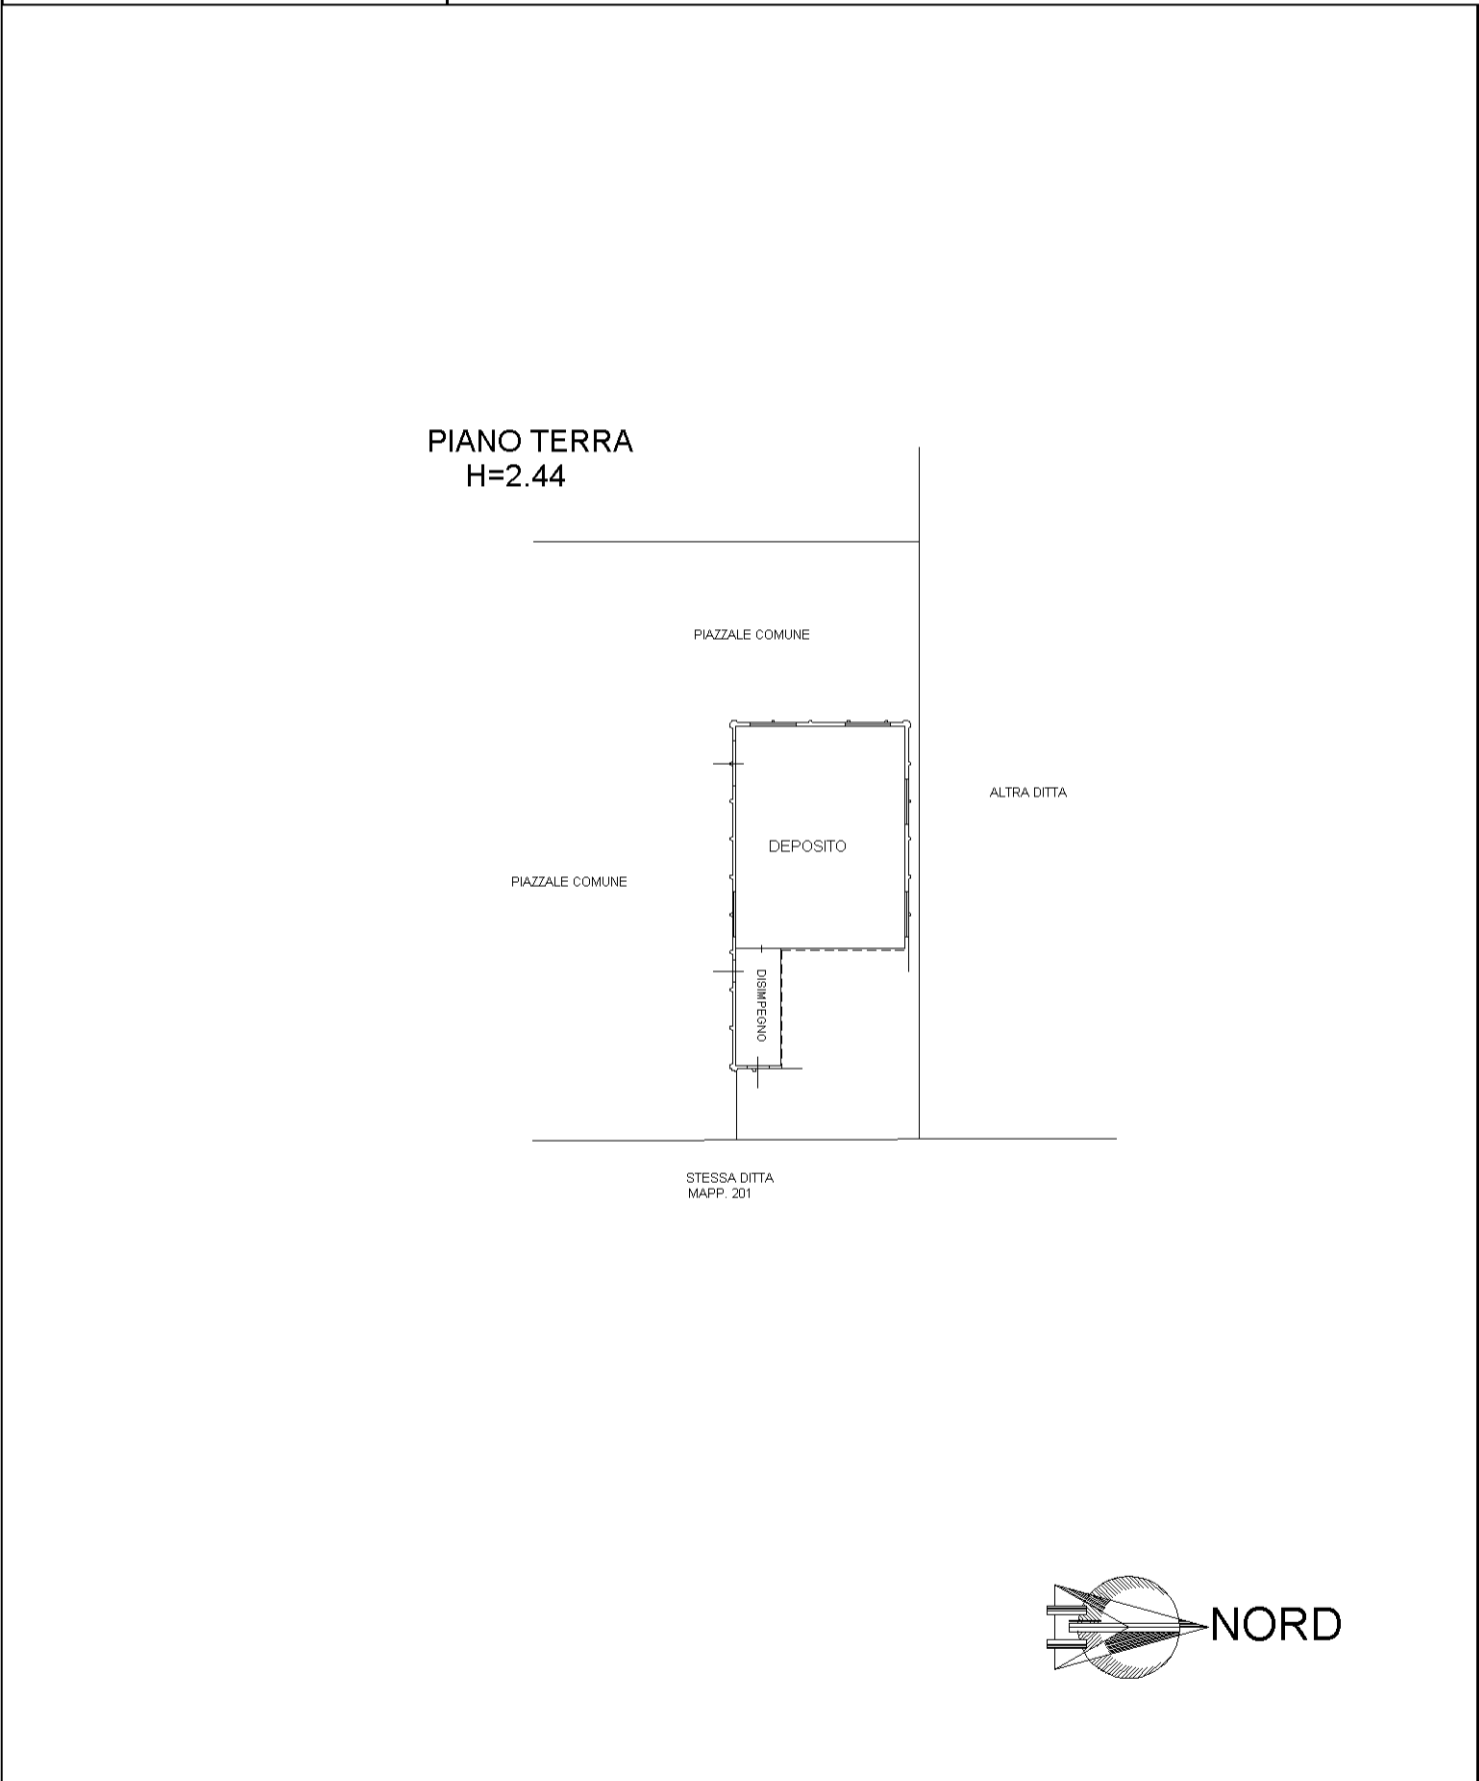 PIANO TERRA
H=2.44
PIAZZALE COMUNE
ALTRA DITTA
DEPOSITO
PIAZZALE COMUNE
DISIMPEGNO
STESSA DITTA
MAPP. 201
NORD